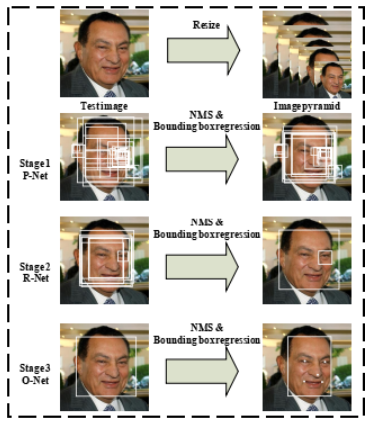 Resize
Testimage
Imagepyramid
NMS &
Bounding boxregression
Stage1
P-Net
NMS &
Bounding boxregression
Stage2
R-Net
NMS &
Bounding boxregression
Stage3
O-Net